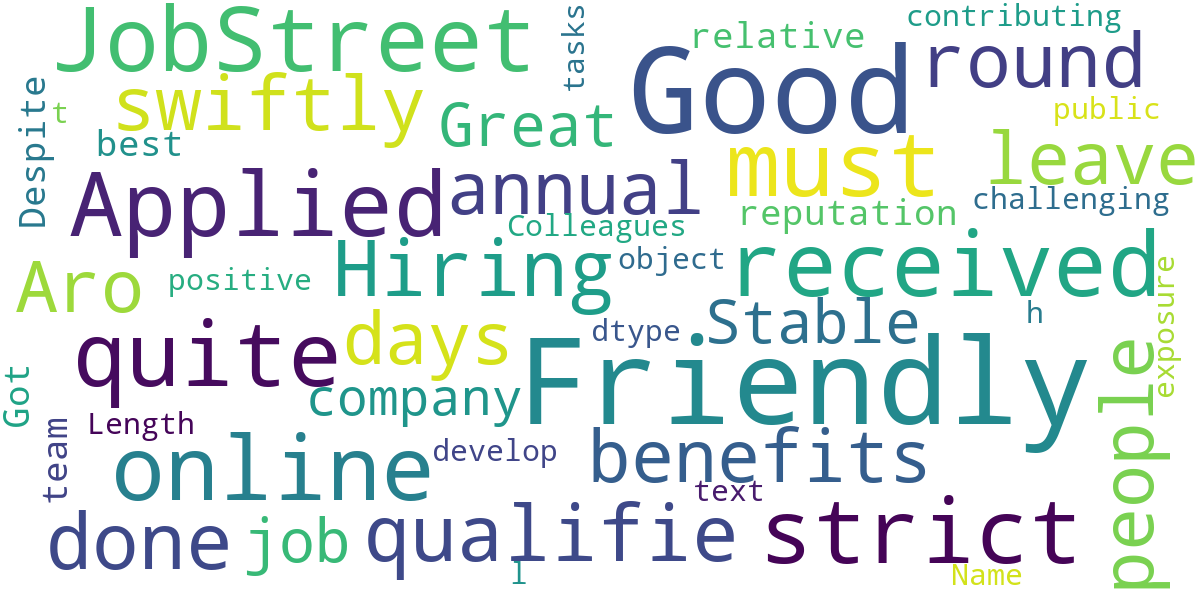 JobStreet
tasks
contributing
relative
Good
round
swiftly
Despite
t
Great
public
best
must
leave
Applied
annual
challenging
reputation
Colleagues
received
Hiring
object
Aro
positive
exposure
Stable
h
days
dtype
quite
Friendly
people
Got
company
Length
team
online
develop
benefits
text
done
job
qualifie
strict
l
Name